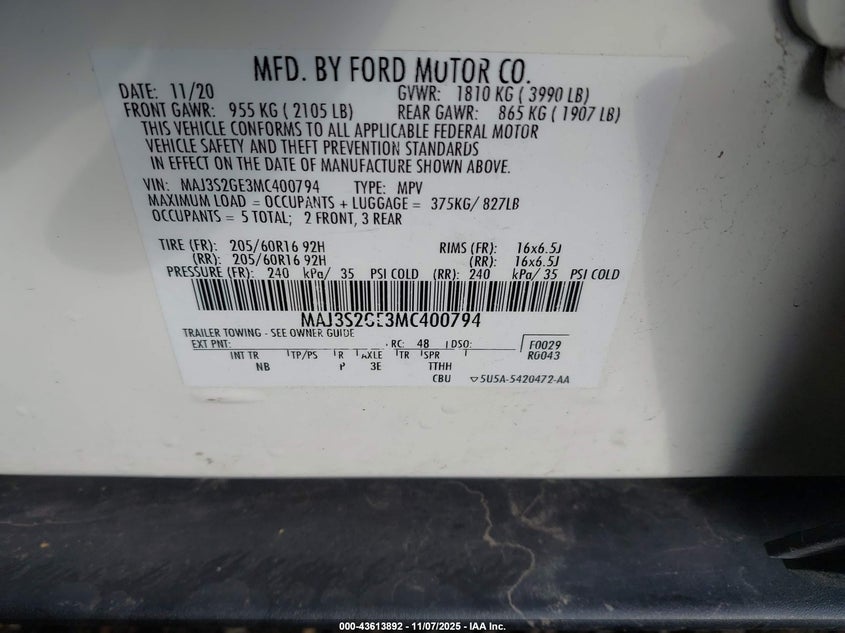 MFD. BY FORD MOTOR CO.
DATE: 11/20 GVWR: 1810 KG ( 3990 LB)
FRONT GAWR: 955 KG ( 2105 LB) REAR GAWR: 865 KG ( 1907 LB)
THIS VEHICLE CONFORMS TO ALL APPLICABLE FEDERAL MOTOR
VEHICLE SAFETY AND THEFT PREVENTION STANDARDS
IN EFFECT ON THE DATE OF MANUFACTURE SHOWN ABOVE.
VIN: MAJ3S2GE3MC400794 TYPE: MPV
MAXIMUM LOAD = OCCUPANTS + LUGGAGE = 375KG/ 827LB
OCCUPANTS = 5 TOTAL; 2 FRONT, 3 REAR
TIRE (FR): 205/60R16 92H RIMS (FR): 16x6.5J
(RR): 205/60R16 92H (RR): 16x6.5J
PRESSURE (FR): 240 kPa/ 35 PSI COLD (RR): 240 kPa/ 35 PSI COLD
MAJ3S2GE3MC400794
TRAILER TOWING - SEE OWNER GUIDE
EXT PNT: RC: 48 DSO: F0029
INT TR TP/PS R AXLE TR SPR R0043
NB P 3E TTHH
CBU 5U5A-5420472-AA
000-43613892 - 11/07/2025 - IAA Inc.